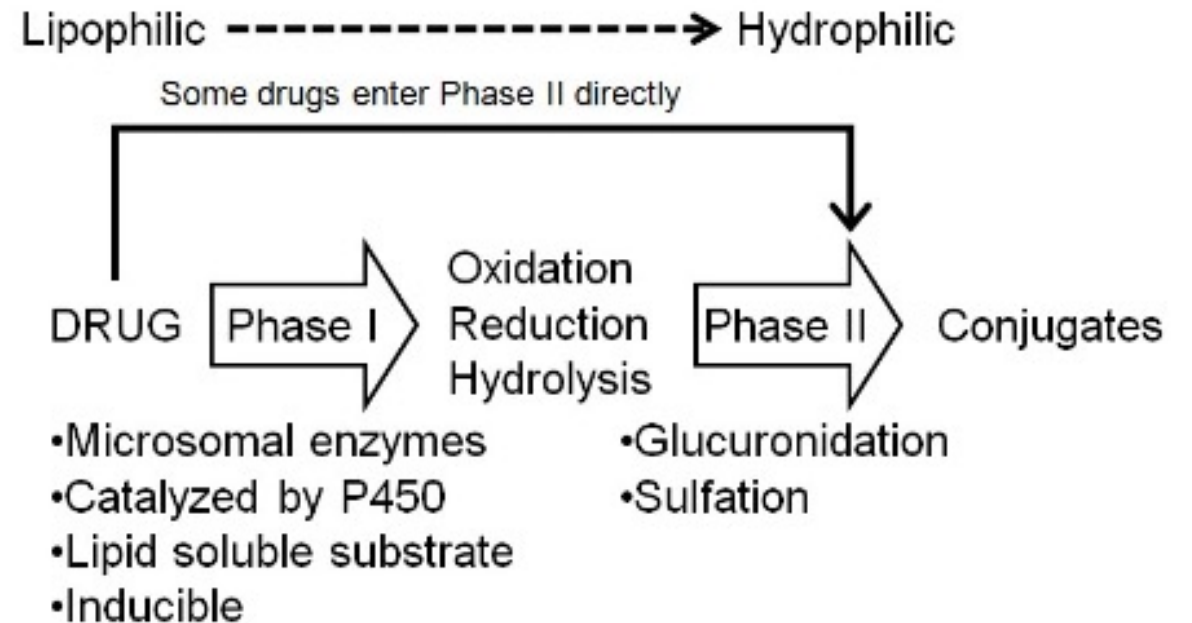 Lipophilic Hydrophilic
Some drugs enter Phase II directly
DRUG
Phase I
Oxidation
Reduction
Hydrolysis
Phase II
Conjugates
•Microsomal enzymes
•Catalyzed by P450
•Lipid soluble substrate
•Inducible
•Glucuronidation
•Sulfation